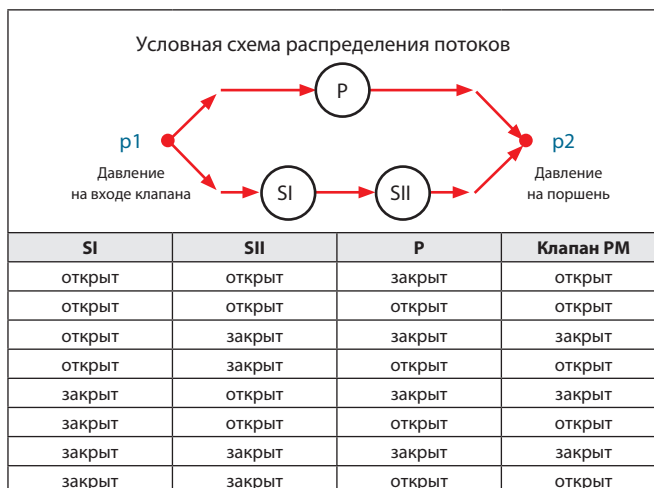 Условная схема распределения потоков
P
p1
p2
Давление
на входе клапана
Давление
на поршень
SI
SII
SI SII P Клапан PM
открыт открыт закрыт открыт
открыт открыт открыт открыт
открыт закрыт закрыт закрыт
открыт закрыт открыт открыт
закрыт открыт закрыт закрыт
закрыт открыт открыт открыт
закрыт закрыт закрыт закрыт
закрыт закрыт открыт открыт